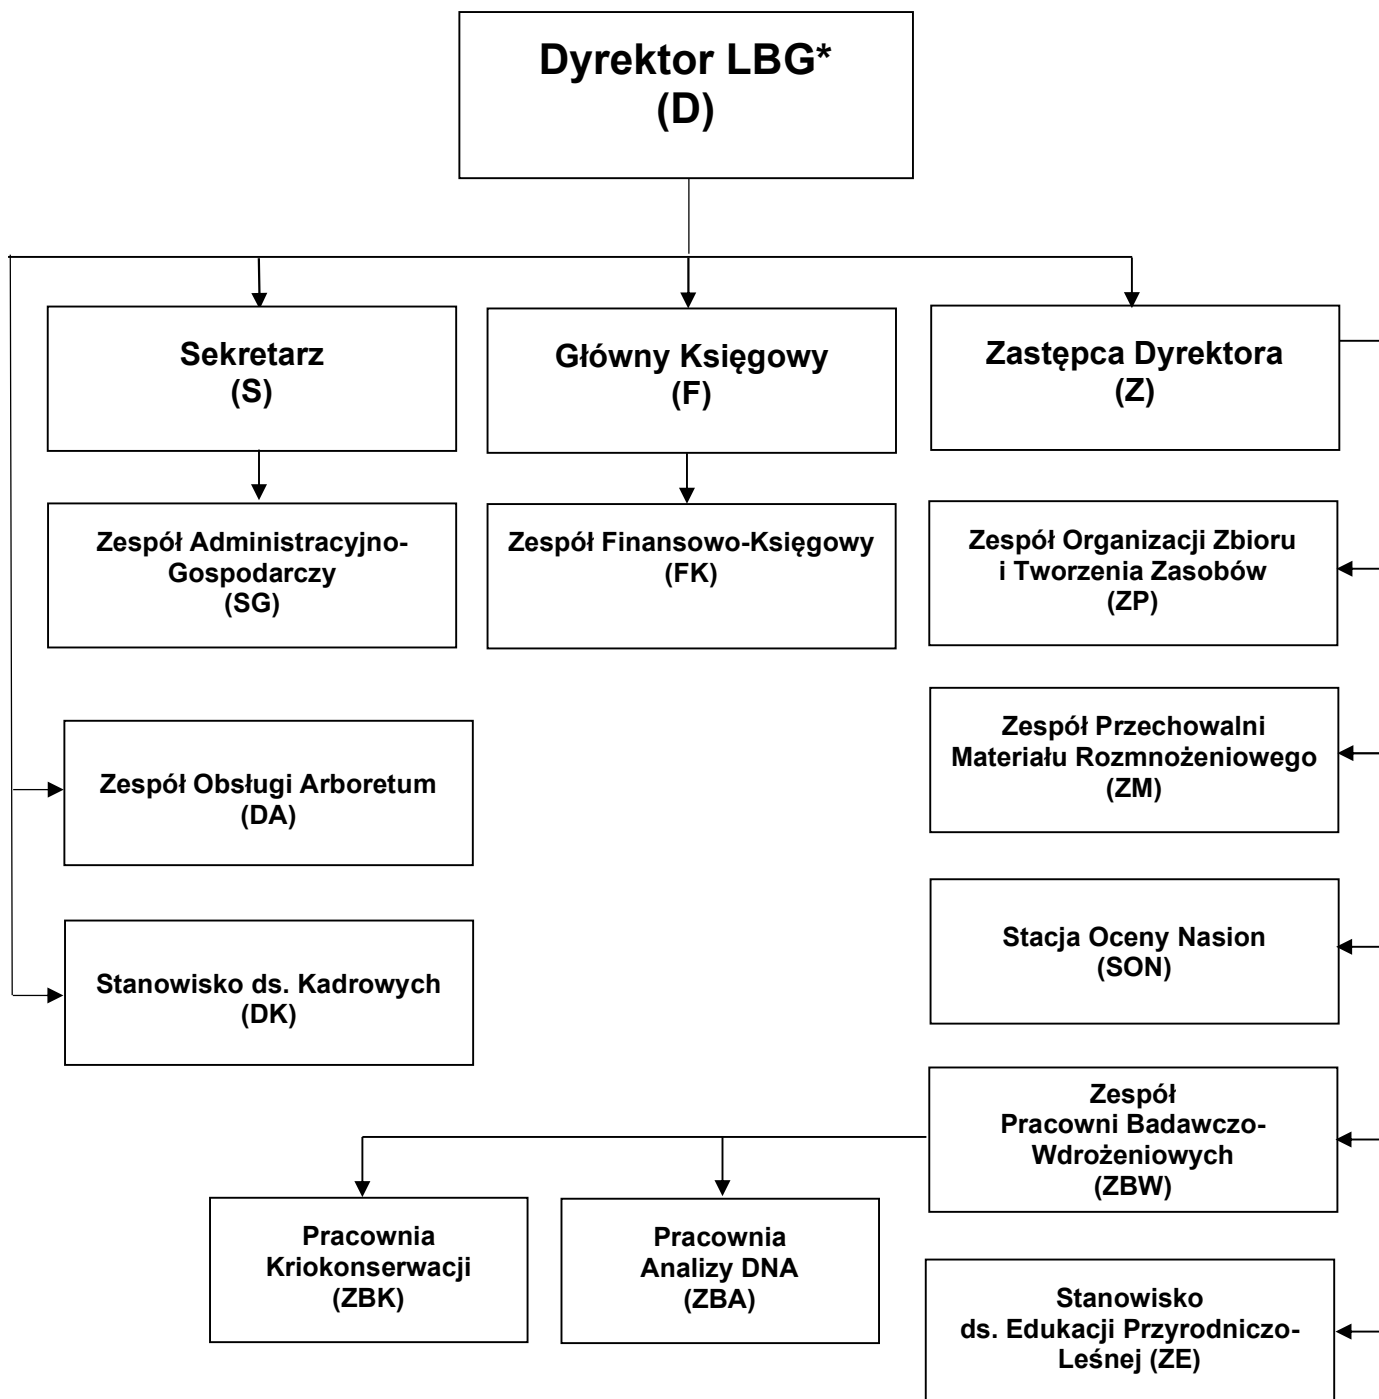 Dyrektor LBG*
(D)
Sekretarz
(S)
Główny Księgowy
(F)
Zastępca Dyrektora
(Z)
Zespół Administracyjno-
Gospodarczy
(SG)
Zespół Finansowo-Księgowy
(FK)
Zespół Organizacji Zbioru
i Tworzenia Zasobów
(ZP)
Zespół Przechowalni
Materiału Rozmnożeniowego
(ZM)
Zespół Obsługi Arboretum
(DA)
Stacja Oceny Nasion
(SON)
Stanowisko ds. Kadrowych
(DK)
Zespół
Pracowni Badawczo-
Wdrożeniowych
(ZBW)
Pracownia
Kriokonserwacji
(ZBK)
Pracownia
Analizy DNA
(ZBA)
Stanowisko
ds. Edukacji Przyrodniczo-
Leśnej (ZE)